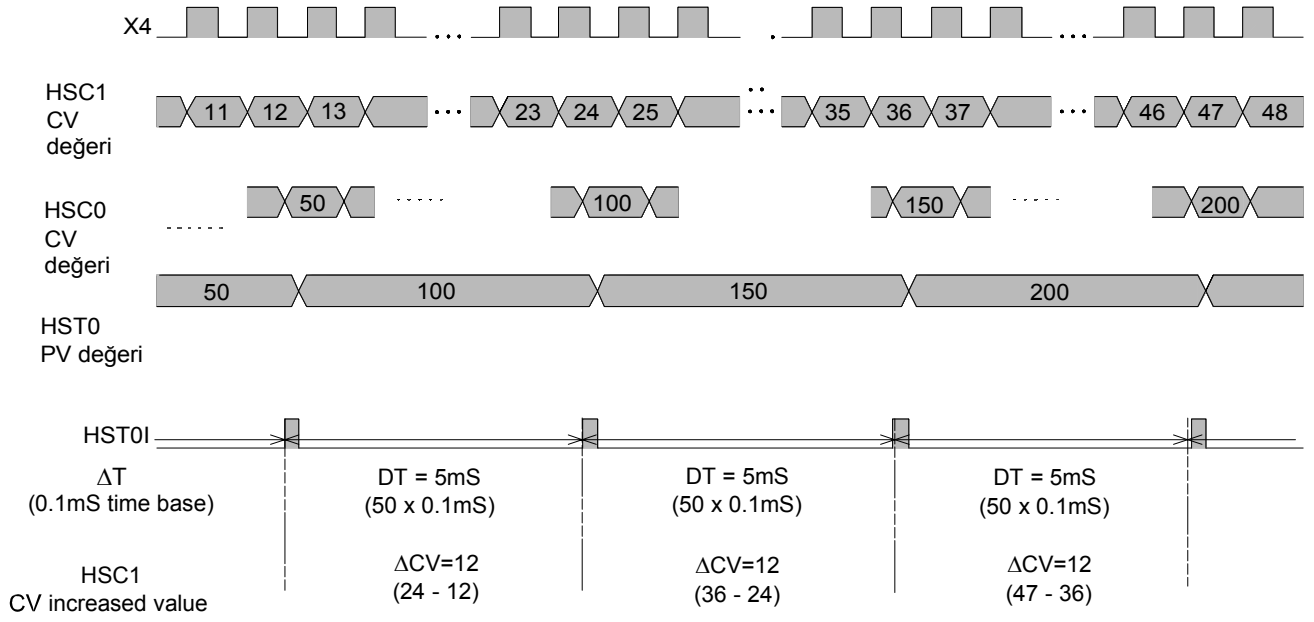 X4
HSC1
CV
değeri
11 12 13 23 24 25 35 36 37 46 47 48
HSC0
CV
değeri
50 100 150 200
50 100 150 200
HST0
PV değeri
HST0I
ΔT
(0.1mS time base)
DT = 5mS
(50 x 0.1mS)
DT = 5mS
(50 x 0.1mS)
DT = 5mS
(50 x 0.1mS)
HSC1
CV increased value
ΔCV=12
(24 - 12)
ΔCV=12
(36 - 24)
ΔCV=12
(47 - 36)